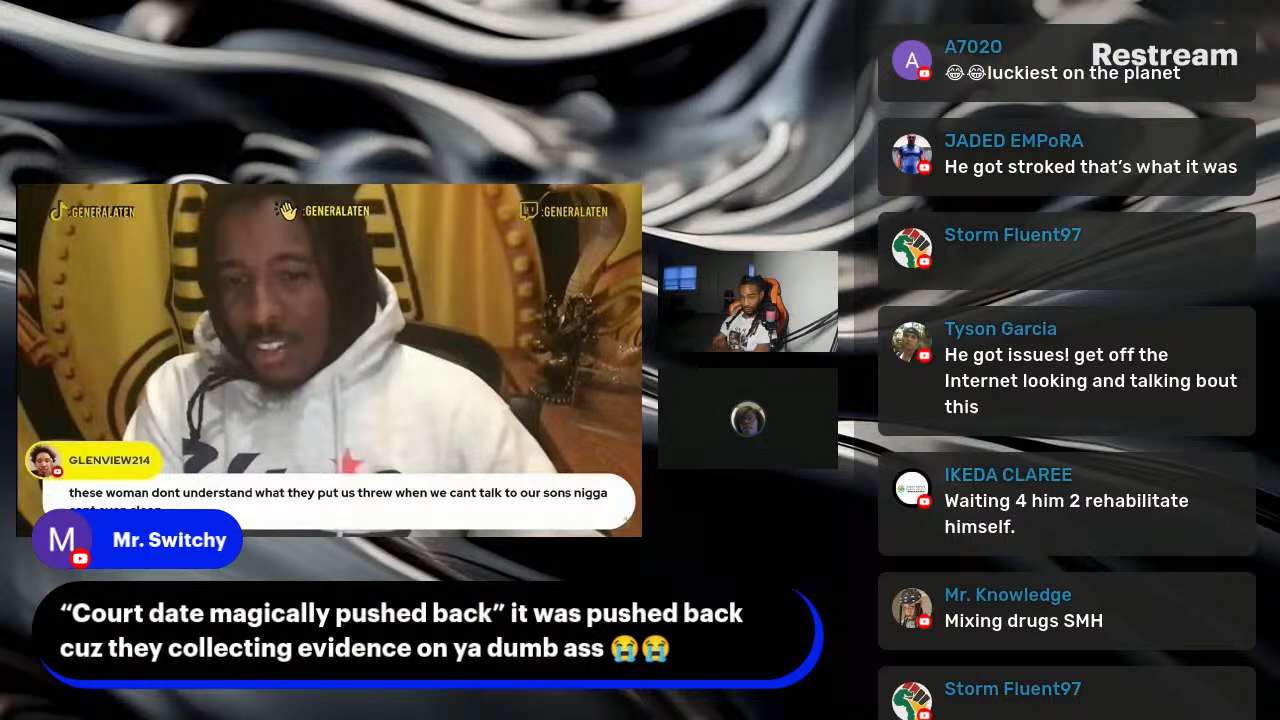 :GENERALATEN
:GENERALATEN
:GENERALATEN
GLENVIEW214
these woman dont understand what they put us threw when we cant talk to our sons nigga
cant even sleep
M
Mr. Switchy
“Court date magically pushed back” it was pushed back
cuz they collecting evidence on ya dumb ass 😭😭
Restream
A
A7020
😂😂luckiest on the planet
JADED EMPoRA
He got stroked that’s what it was
Storm Fluent97
Tyson Garcia
He got issues! get off the
Internet looking and talking bout
this
IKEDA CLAREE
Waiting 4 him 2 rehabilitate
himself.
Mr. Knowledge
Mixing drugs SMH
Storm Fluent97